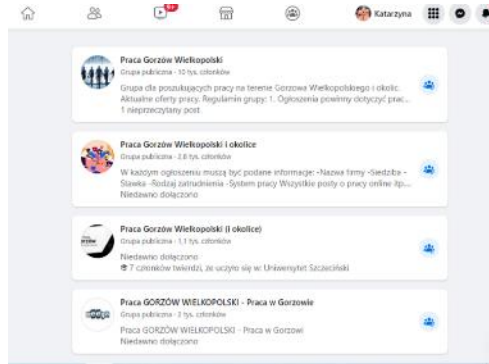 9+
Katarzyna
Praca Gorzów Wielkopolski
Grupa publiczna · 10 tys. członków
Grupa dla poszukujących pracy na terenie Gorzowa Wielkopolskiego i okolic.
Aktualne oferty pracy. Regulamin grupy: 1. Ogłoszenia powinny dotyczyć prac...
1 nieprzeczytany post
Praca Gorzów Wielkopolski i okolice
Grupa publiczna · 2,8 tys. członków
W każdym ogłoszeniu muszą być podane informacje: -Nazwa firmy -Siedziba -
Stawka -Rodzaj zatrudnienia -System pracy Wszystkie posty o pracy online itp...
Niedawno dołączono
Praca Gorzów Wielkopolski (i okolice)
Grupa publiczna · 1,1 tys. członków
Niedawno dołączono
7 członków twierdzi, że uczyło się w: Uniwersytet Szczeciński
Praca GORZÓW WIELKOPOLSKI - Praca w Gorzowie
Grupa publiczna · 2 tys. członków
Praca GORZÓW WIELKOPOLSKI - Praca w Gorzowi
Niedawno dołączono